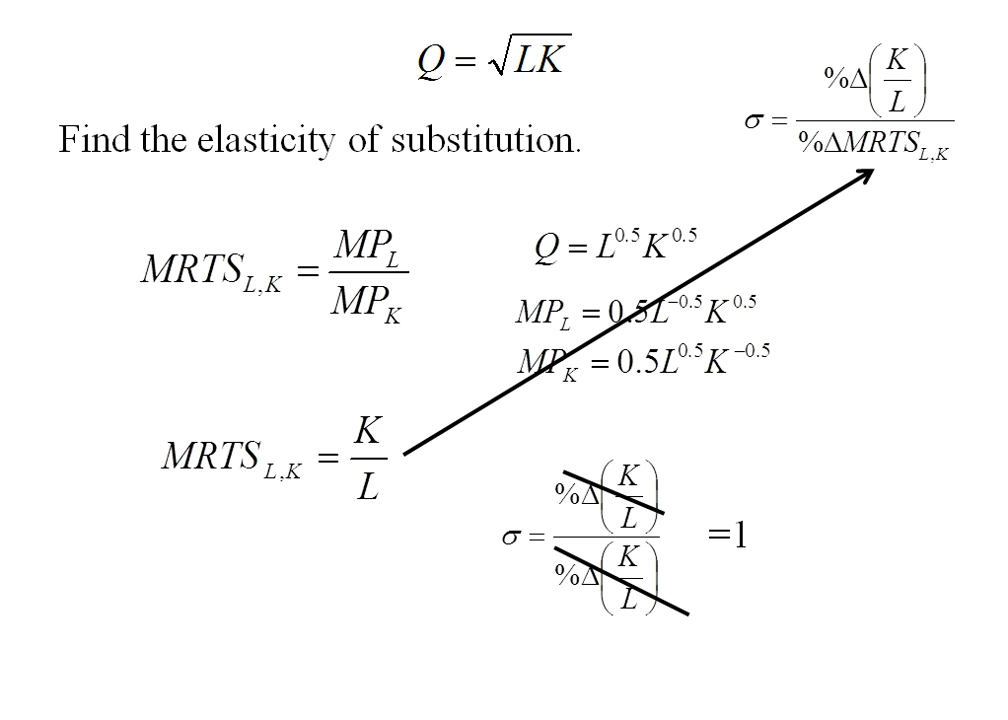 Q = √LK
σ = %Δ(K/L) / %ΔMRTS_{L,K}
Find the elasticity of substitution.
MRTS_{L,K} = MP_L / MP_K
Q = L^{0.5} K^{0.5}
MP_L = 0.5L^{-0.5} K^{0.5}
MP_K = 0.5L^{0.5} K^{-0.5}
MRTS_{L,K} = K / L
σ = %Δ(K/L) / %Δ(K/L) =1